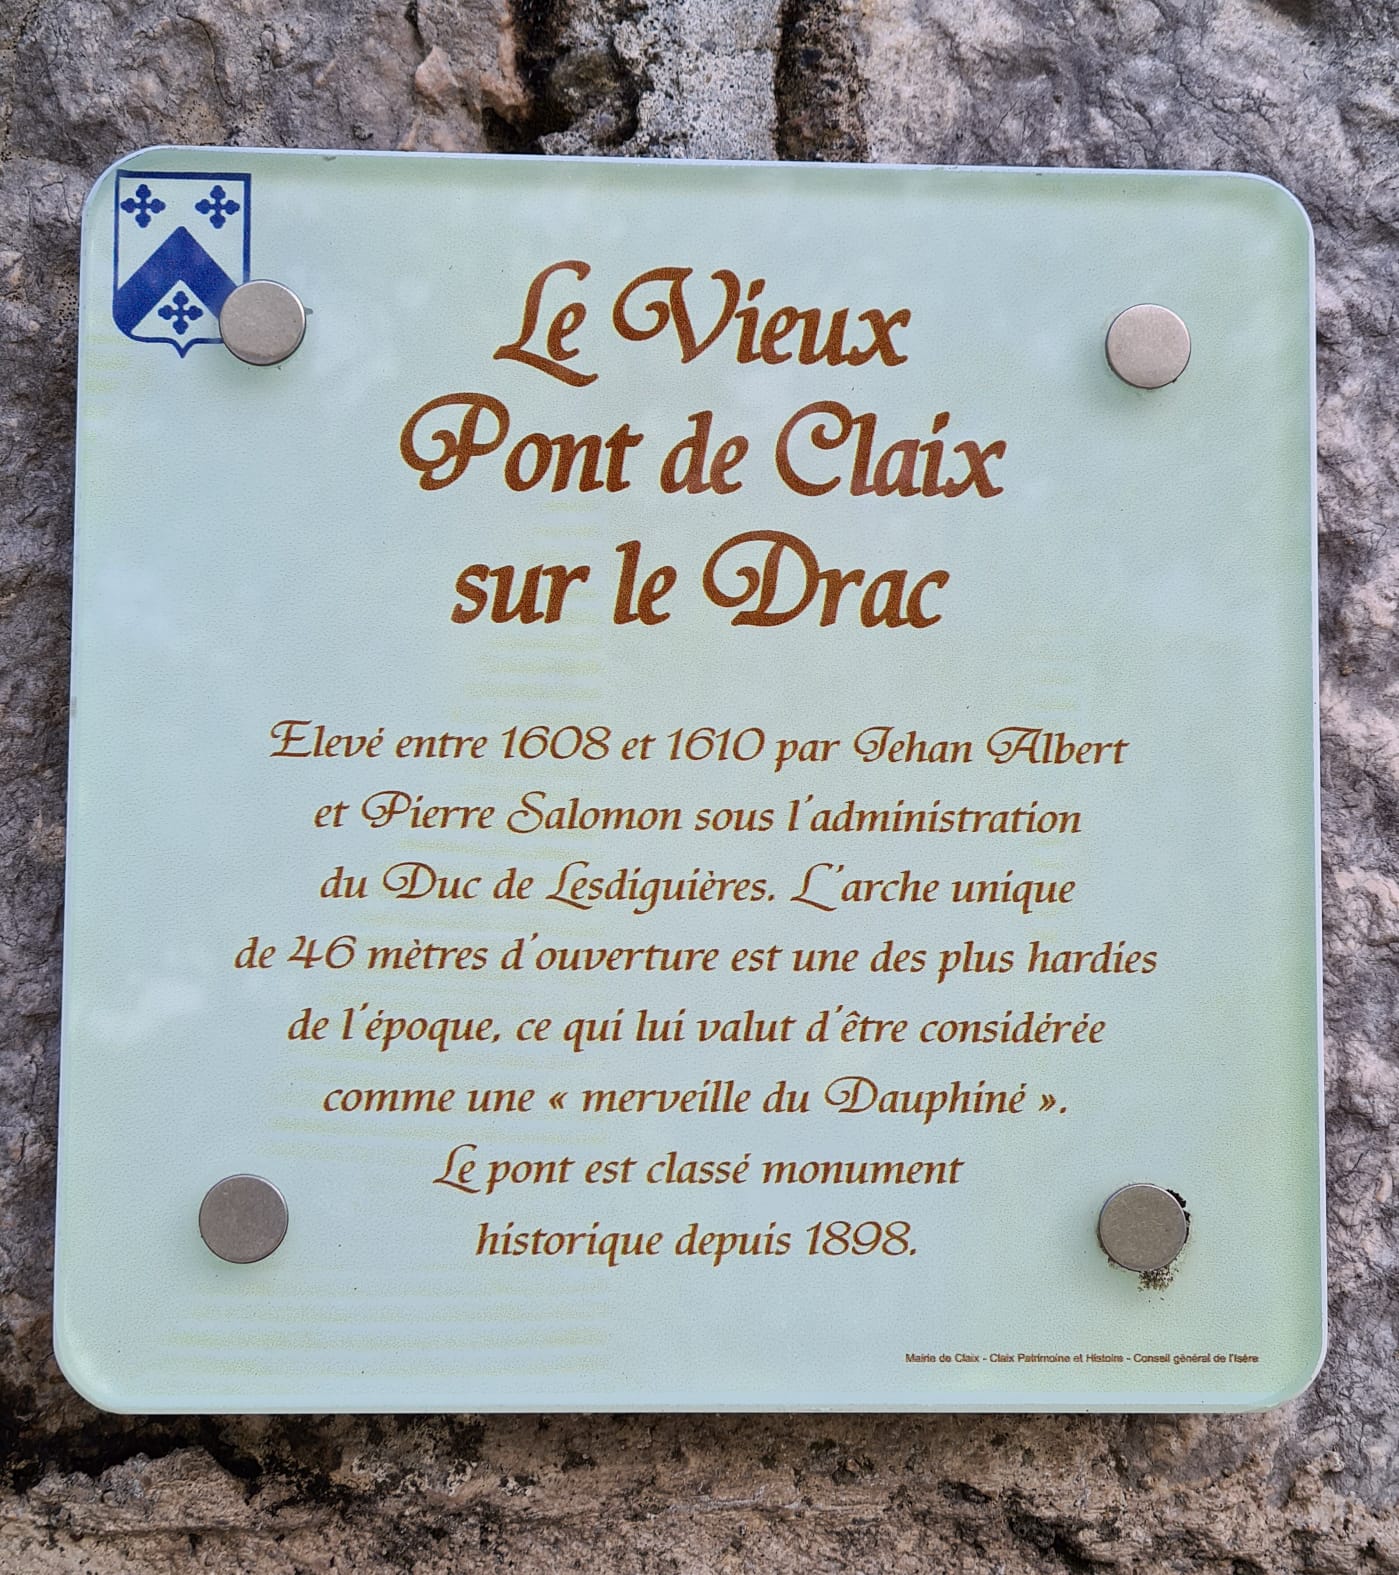 Le Vieux
Pont de Claix
sur le Drac
Elevé entre 1608 et 1610 par Jehan Albert
et Pierre Salomon sous l'administration
du Duc de Lesdiguières. L'arche unique
de 46 mètres d'ouverture est une des plus hardies
de l'époque, ce qui lui valut d'être considérée
comme une « merveille du Dauphiné ».
Le pont est classé monument
historique depuis 1898.
Mairie de Claix - Claix Patrimoine et Histoire - Conseil général de l'Isère